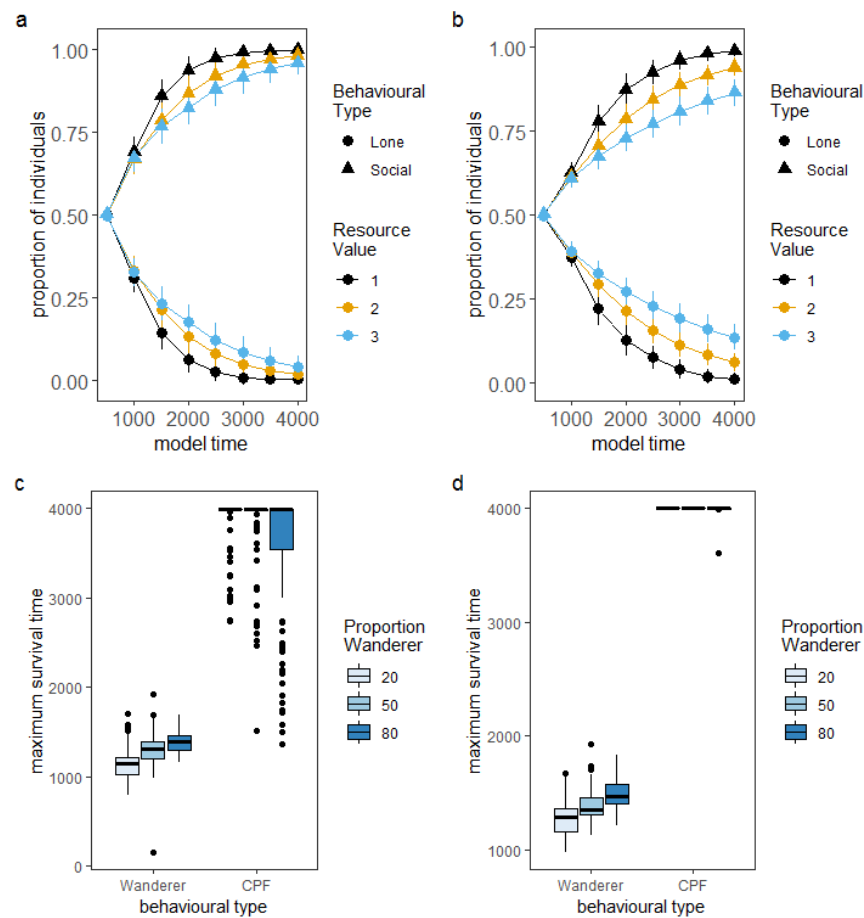 a
1.00
0.75
0.50
0.25
0.00
proportion of individuals
1000 2000 3000 4000
model time
Behavioural
Type
Lone
Social
Resource
Value
1
2
3
b
1.00
0.75
0.50
0.25
0.00
proportion of individuals
1000 2000 3000 4000
model time
Behavioural
Type
Lone
Social
Resource
Value
1
2
3
c
4000
3000
2000
1000
0
maximum survival time
Wanderer CPF
behavioural type
Proportion
Wanderer
20
50
80
d
4000
3000
2000
1000
maximum survival time
Wanderer CPF
behavioural type
Proportion
Wanderer
20
50
80